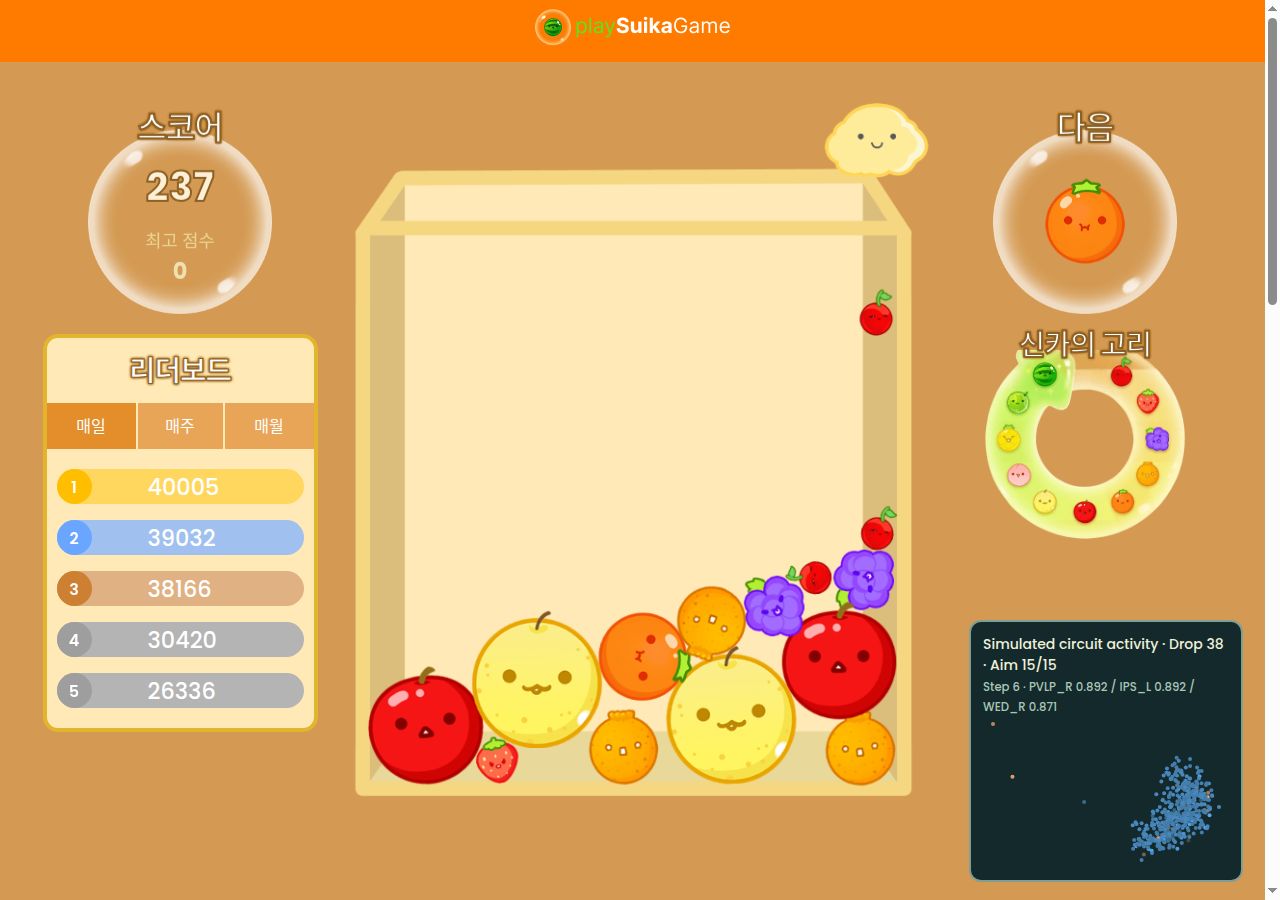 playSuikaGame
스코어
237
최고 점수
0
다음
신카의 고리
리더보드
매일 매주 매월
1 40005
2 39032
3 38166
4 30420
5 26336
Simulated circuit activity · Drop 38
· Aim 15/15
Step 6 · PVLP_R 0.892 / IPS_L 0.892 /
WED_R 0.871